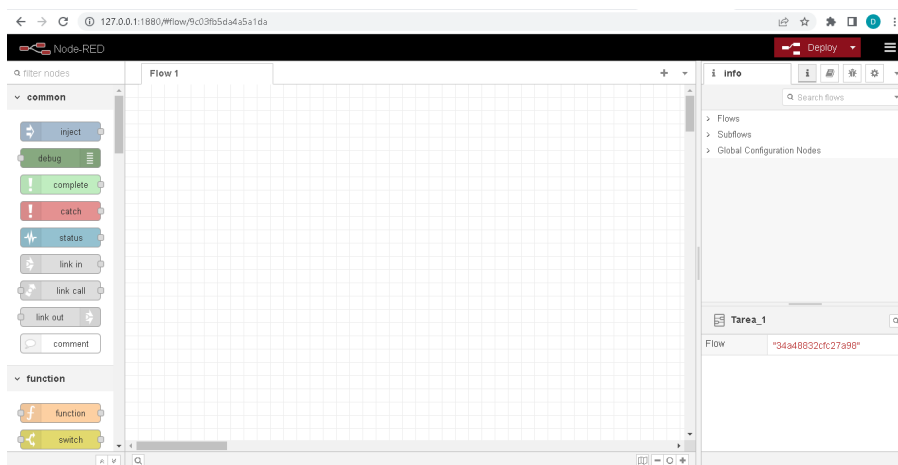 127.0.0.1:1880/#flow/9c03fb5da4a5a1da
D
Node-RED
Deploy
filter nodes
Flow 1
i info
i
common
Search flows
inject
Flows
Subflows
Global Configuration Nodes
debug
complete
catch
status
link in
link call
link out
Tarea_1
comment
Flow
"34a48832cfc27a98"
function
function
switch